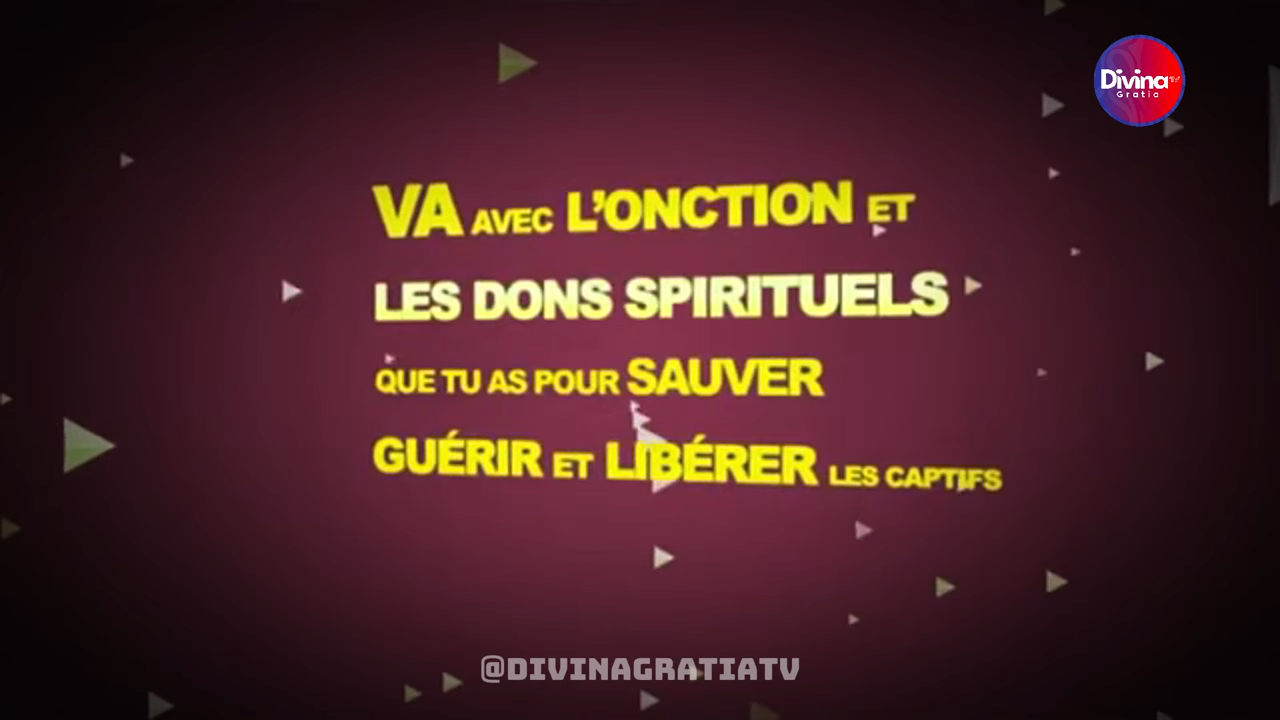 Divina TV
Gratia
VA AVEC L'ONCTION ET
LES DONS SPIRITUELS
QUE TU AS POUR SAUVER
GUÉRIR ET LIBÉRER LES CAPTIFS
@DIVINAGRATIATV